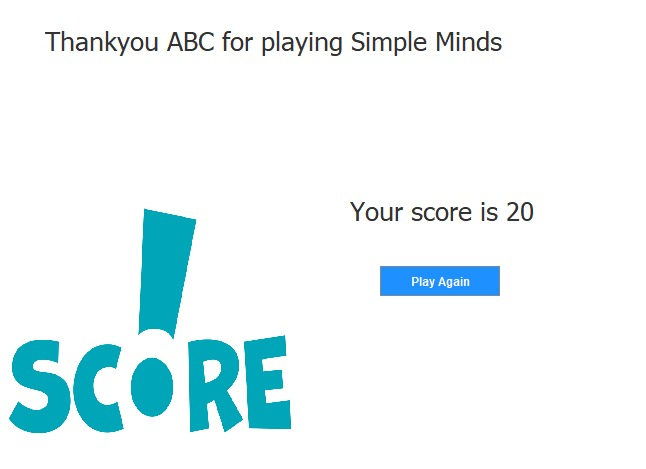 Thankyou ABC for playing Simple Minds
Your score is 20
Play Again
SCORE